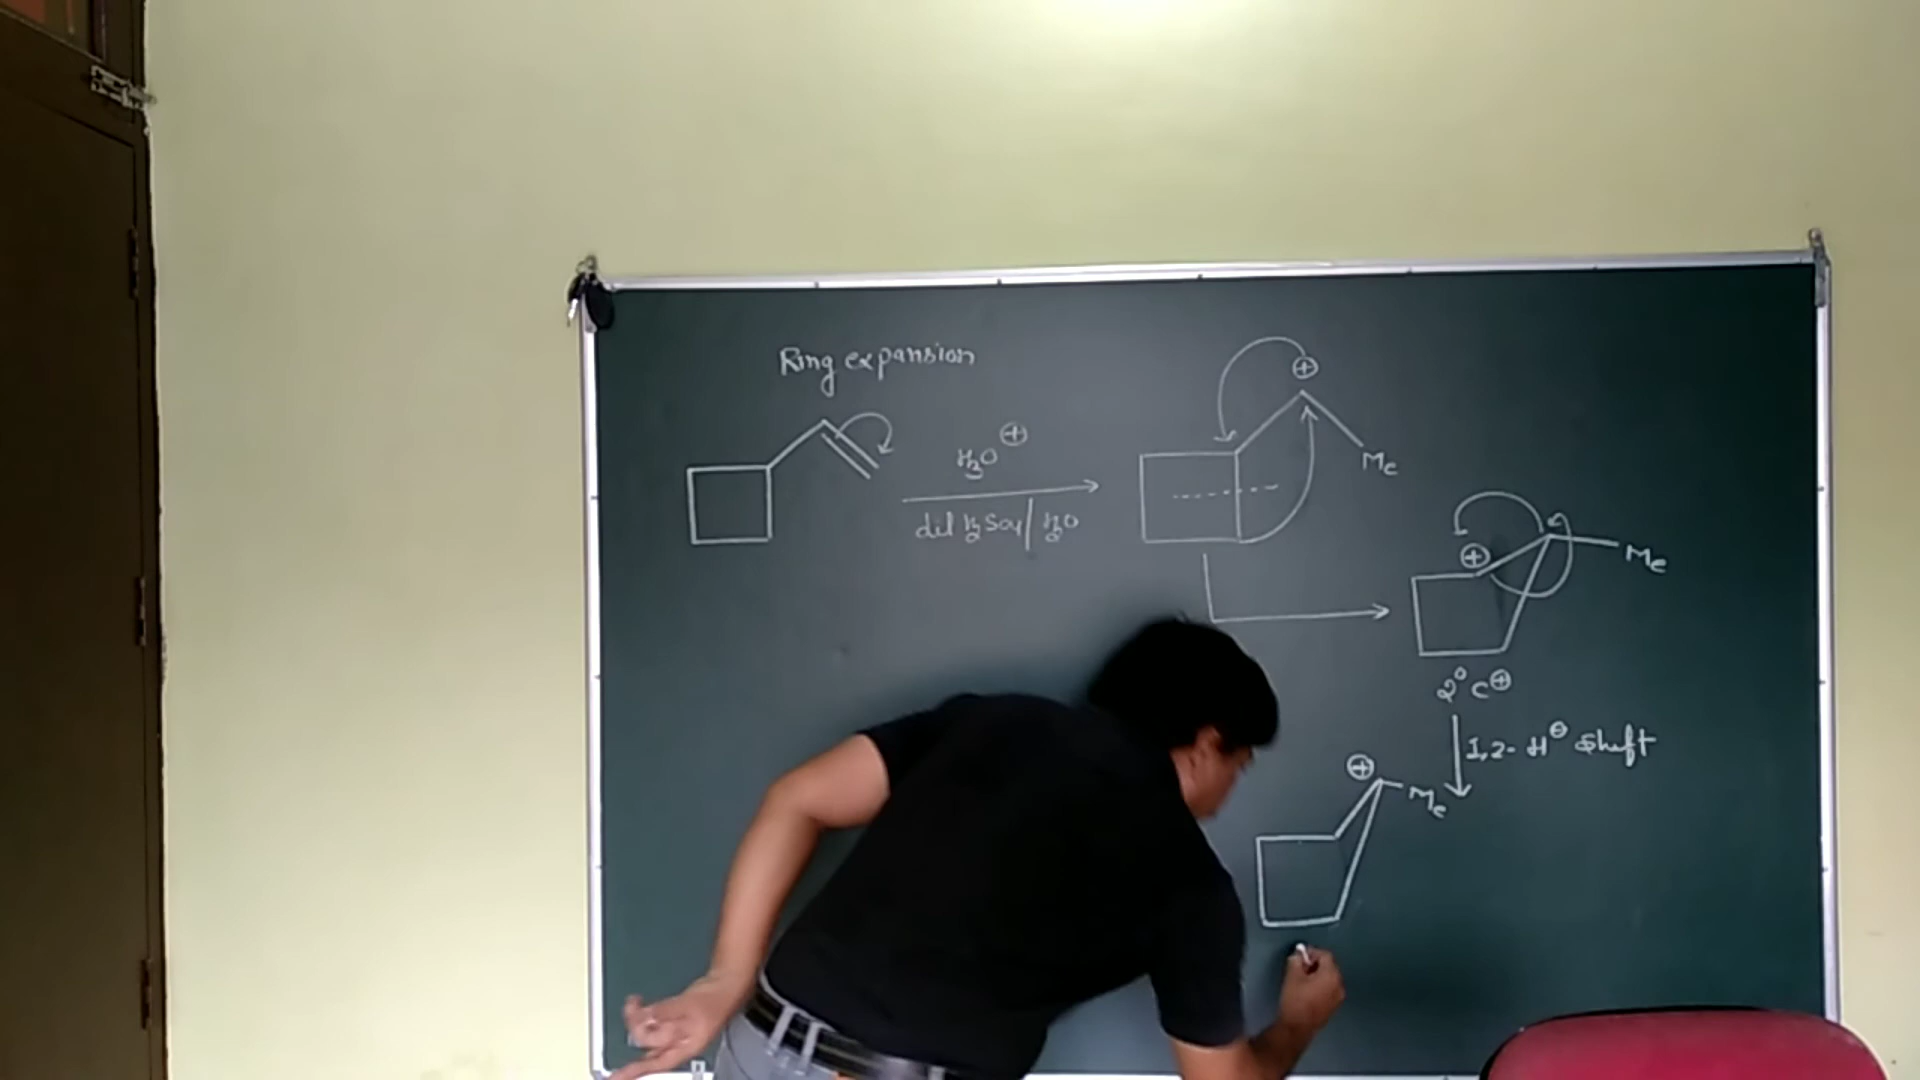 Ring expansion
⊕
H3O⊕
Me
dil H2SO4/H2O
⊕
Me
2° C⊕
1,2- H⊖ Shift
⊕
Me